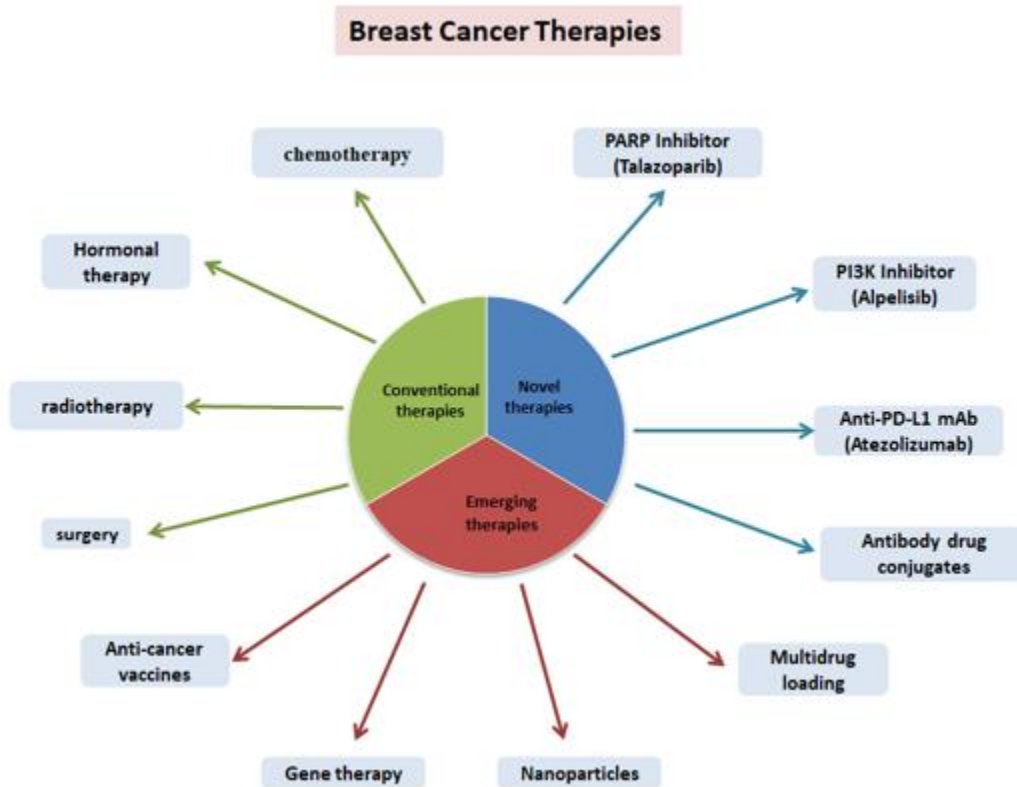 Breast Cancer Therapies
chemotherapy
PARP Inhibitor
(Talazoparib)
Hormonal
therapy
PI3K Inhibitor
(Alpelisib)
radiotherapy
Conventional
therapies
Novel
therapies
Anti-PD-L1 mAb
(Atezolizumab)
surgery
Emerging
therapies
Antibody drug
conjugates
Anti-cancer
vaccines
Multidrug
loading
Gene therapy
Nanoparticles